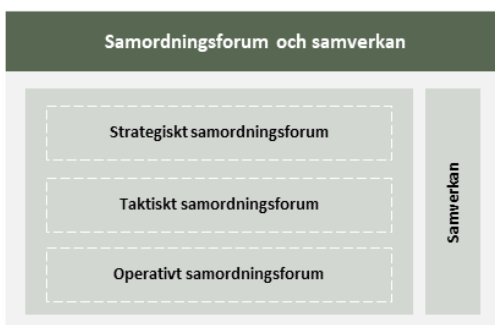 Samordningsforum och samverkan
Strategiskt samordningsforum
Taktiskt samordningsforum
Operativt samordningsforum
Samverkan